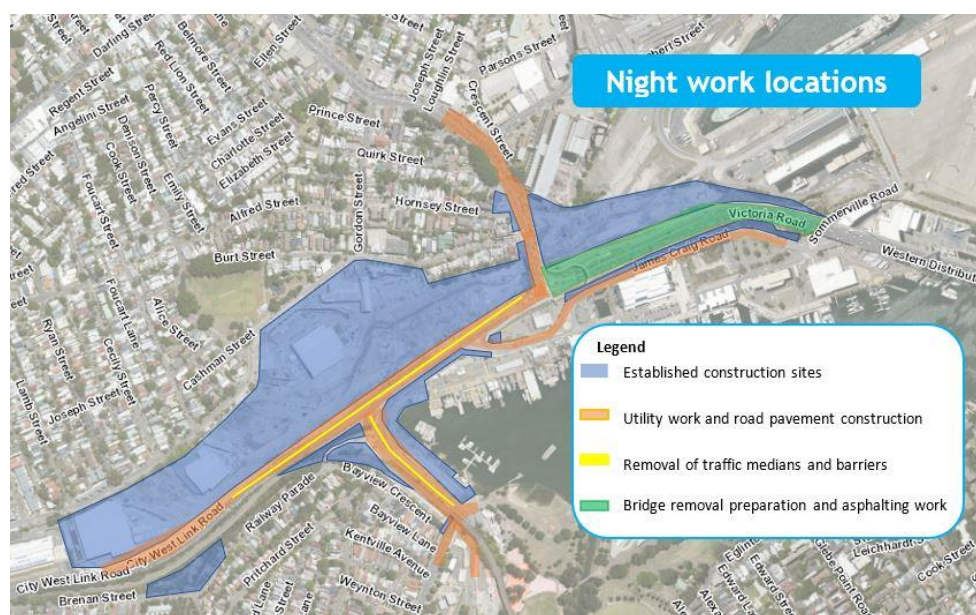 Night work locations
Darling Street
Belmore Street
Ellen Street
Red Lion Street
Regent Street
Angelini Street
Percy Street
Denison Street
Evans Street
Charlotte Street
Elizabeth Street
Cook Street
Emily Street
Foucart Street
Joseph Street
Loughlin Street
Crescent Street
Parsons Street
Prince Street
Quirk Street
Gordon Street
Hornsey Street
Alfred Street
Burt Street
Victoria Road
Sommerville Road
James Craig Road
Western Distribut
Ryan Street
Foucart Lane
Alice Street
Cecily Street
Cashman Street
Lamb Street
Joseph Street
Legend
Established construction sites
Utility work and road pavement construction
Removal of traffic medians and barriers
Bridge removal preparation and asphalting work
City West Link Road
City West Link Road
Brenan Street
Railway Parade
Pritchard Street
Bayview Crescent
Bayview Lane
Kentville Avenue
Weynton Street
Leichhardt
Cook Street
Glebe Point Road
Edward Street